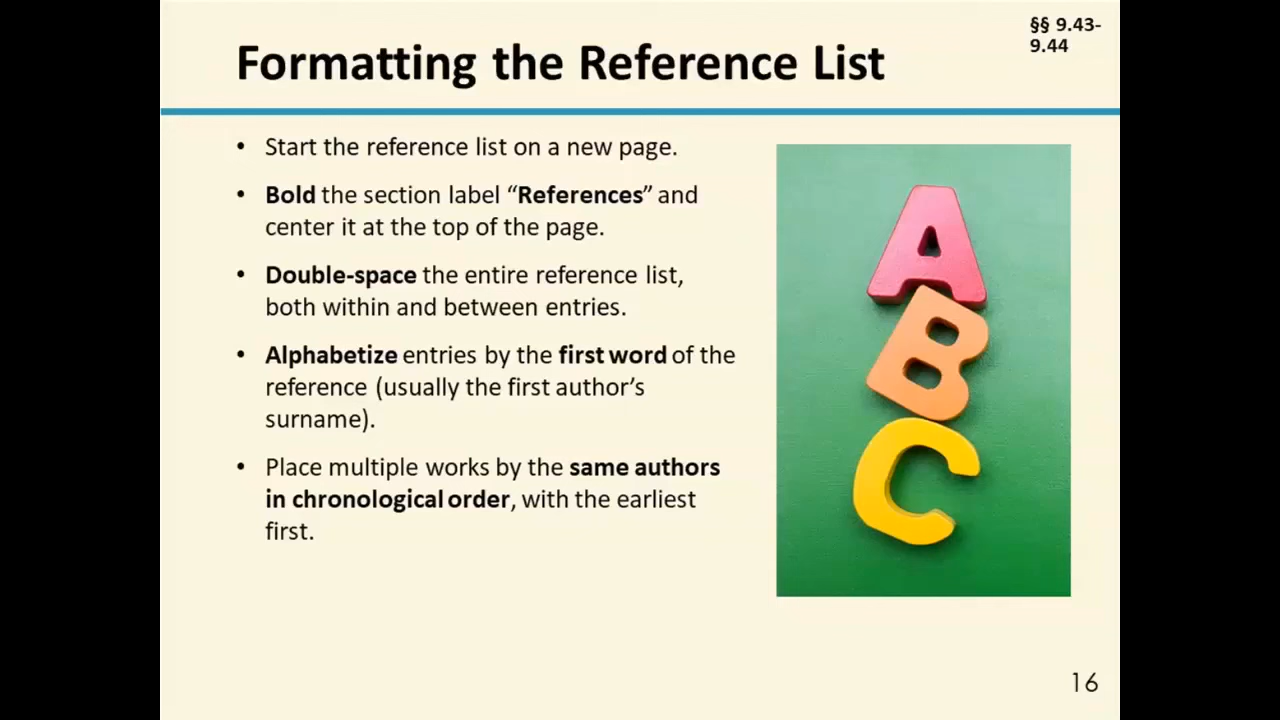 §§ 9.43-
9.44
Formatting the Reference List
• Start the reference list on a new page.
• Bold the section label “References” and
center it at the top of the page.
• Double-space the entire reference list,
both within and between entries.
• Alphabetize entries by the first word of the
reference (usually the first author’s
surname).
• Place multiple works by the same authors
in chronological order, with the earliest
first.
A
B
C
16